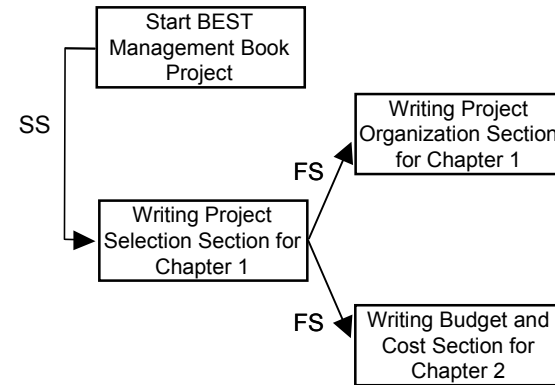 Start BEST
Management Book
Project
SS
Writing Project
Organization Section
for Chapter 1
FS
Writing Project
Selection Section for
Chapter 1
FS
Writing Budget and
Cost Section for
Chapter 2